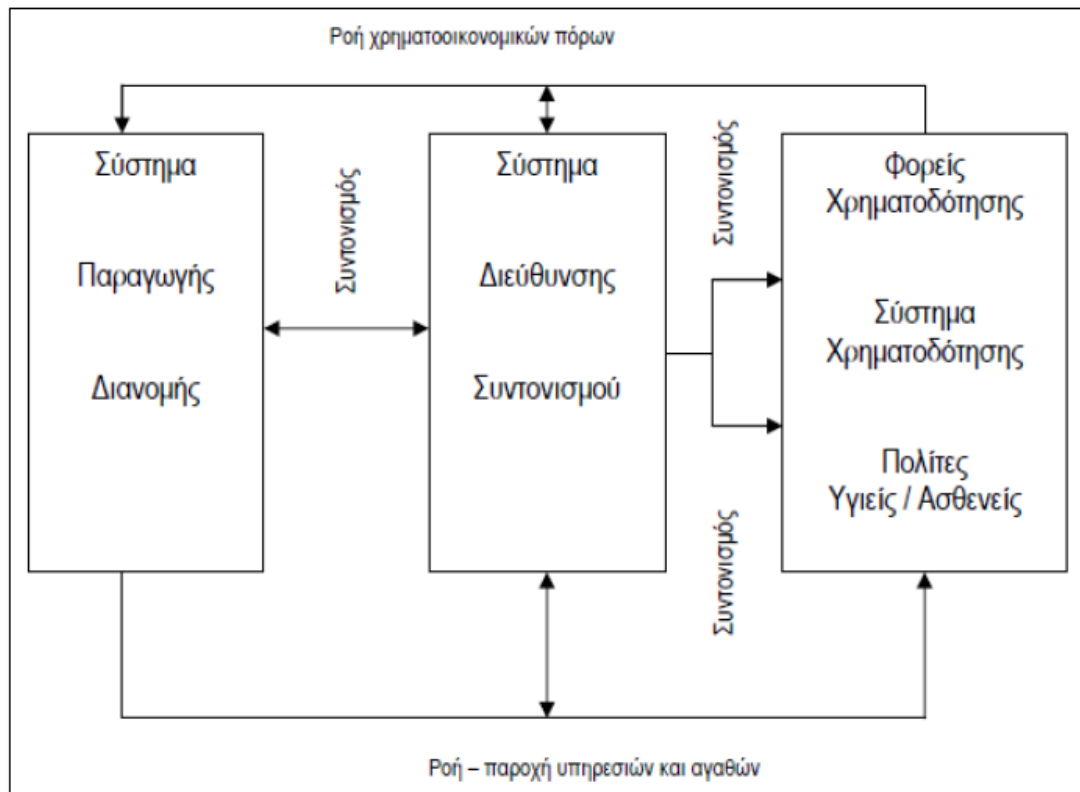 Ροή χρηματοοικονομικών πόρων
Σύστημα
Παραγωγής
Διανομής
Συντονισμός
Σύστημα
Διεύθυνσης
Συντονισμού
Συντονισμός
Συντονισμός
Φορείς
Χρηματοδότησης
Σύστημα
Χρηματοδότησης
Πολίτες
Υγιείς / Ασθενείς
Ροή – παροχή υπηρεσιών και αγαθών